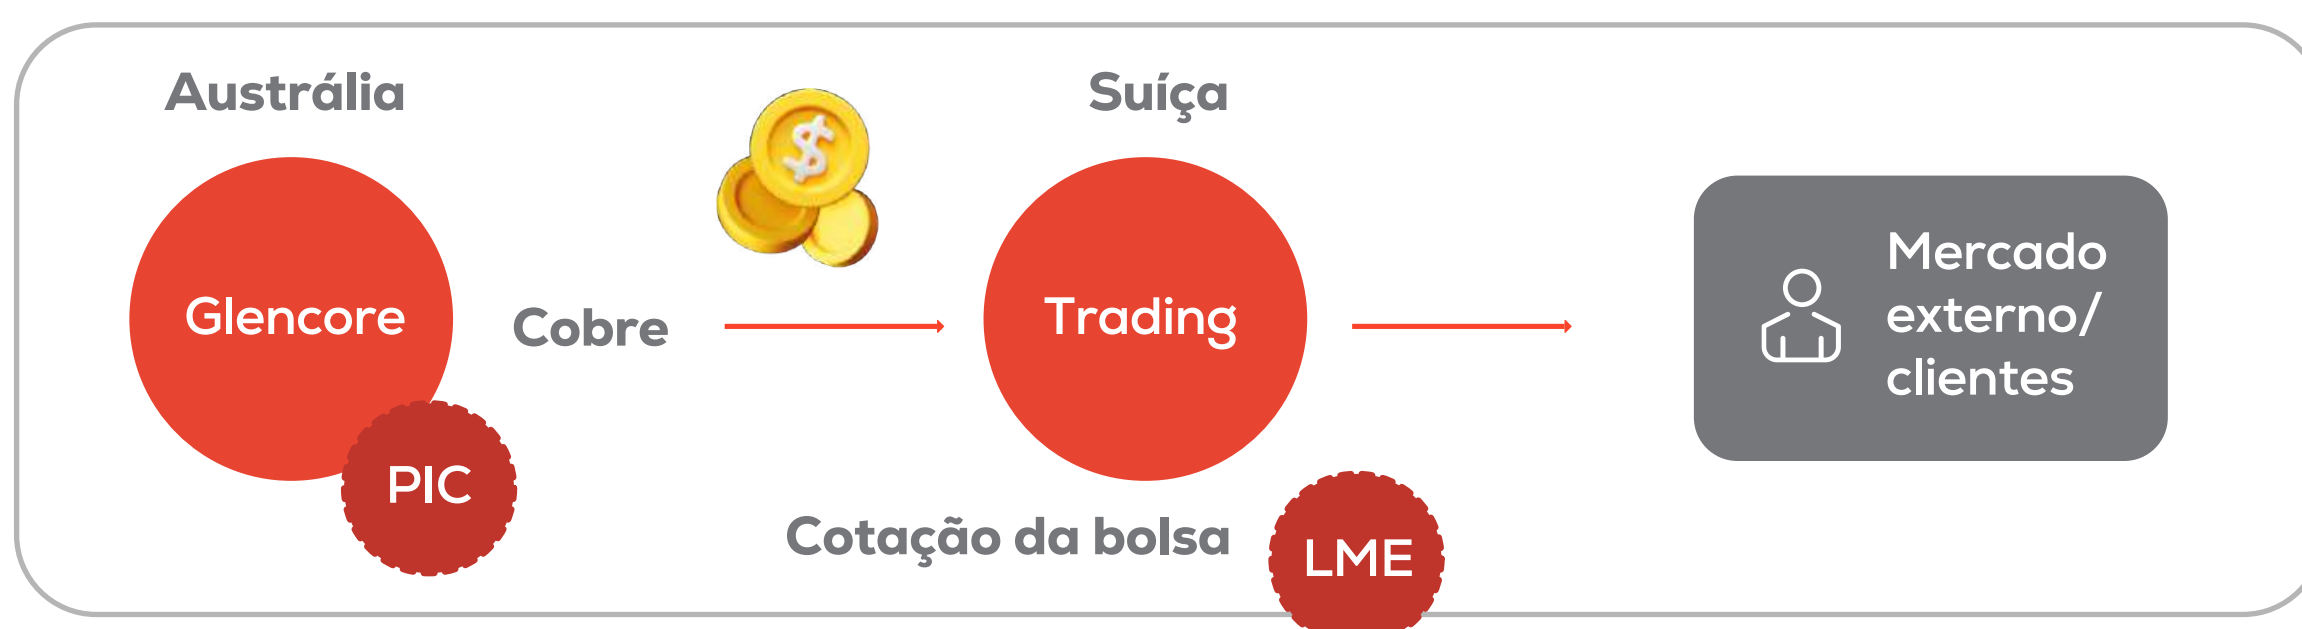 Austrália
Suíça
Glencore
Cobre
$
Trading
Mercado
externo/
clientes
PIC
Cotação da bolsa
LME